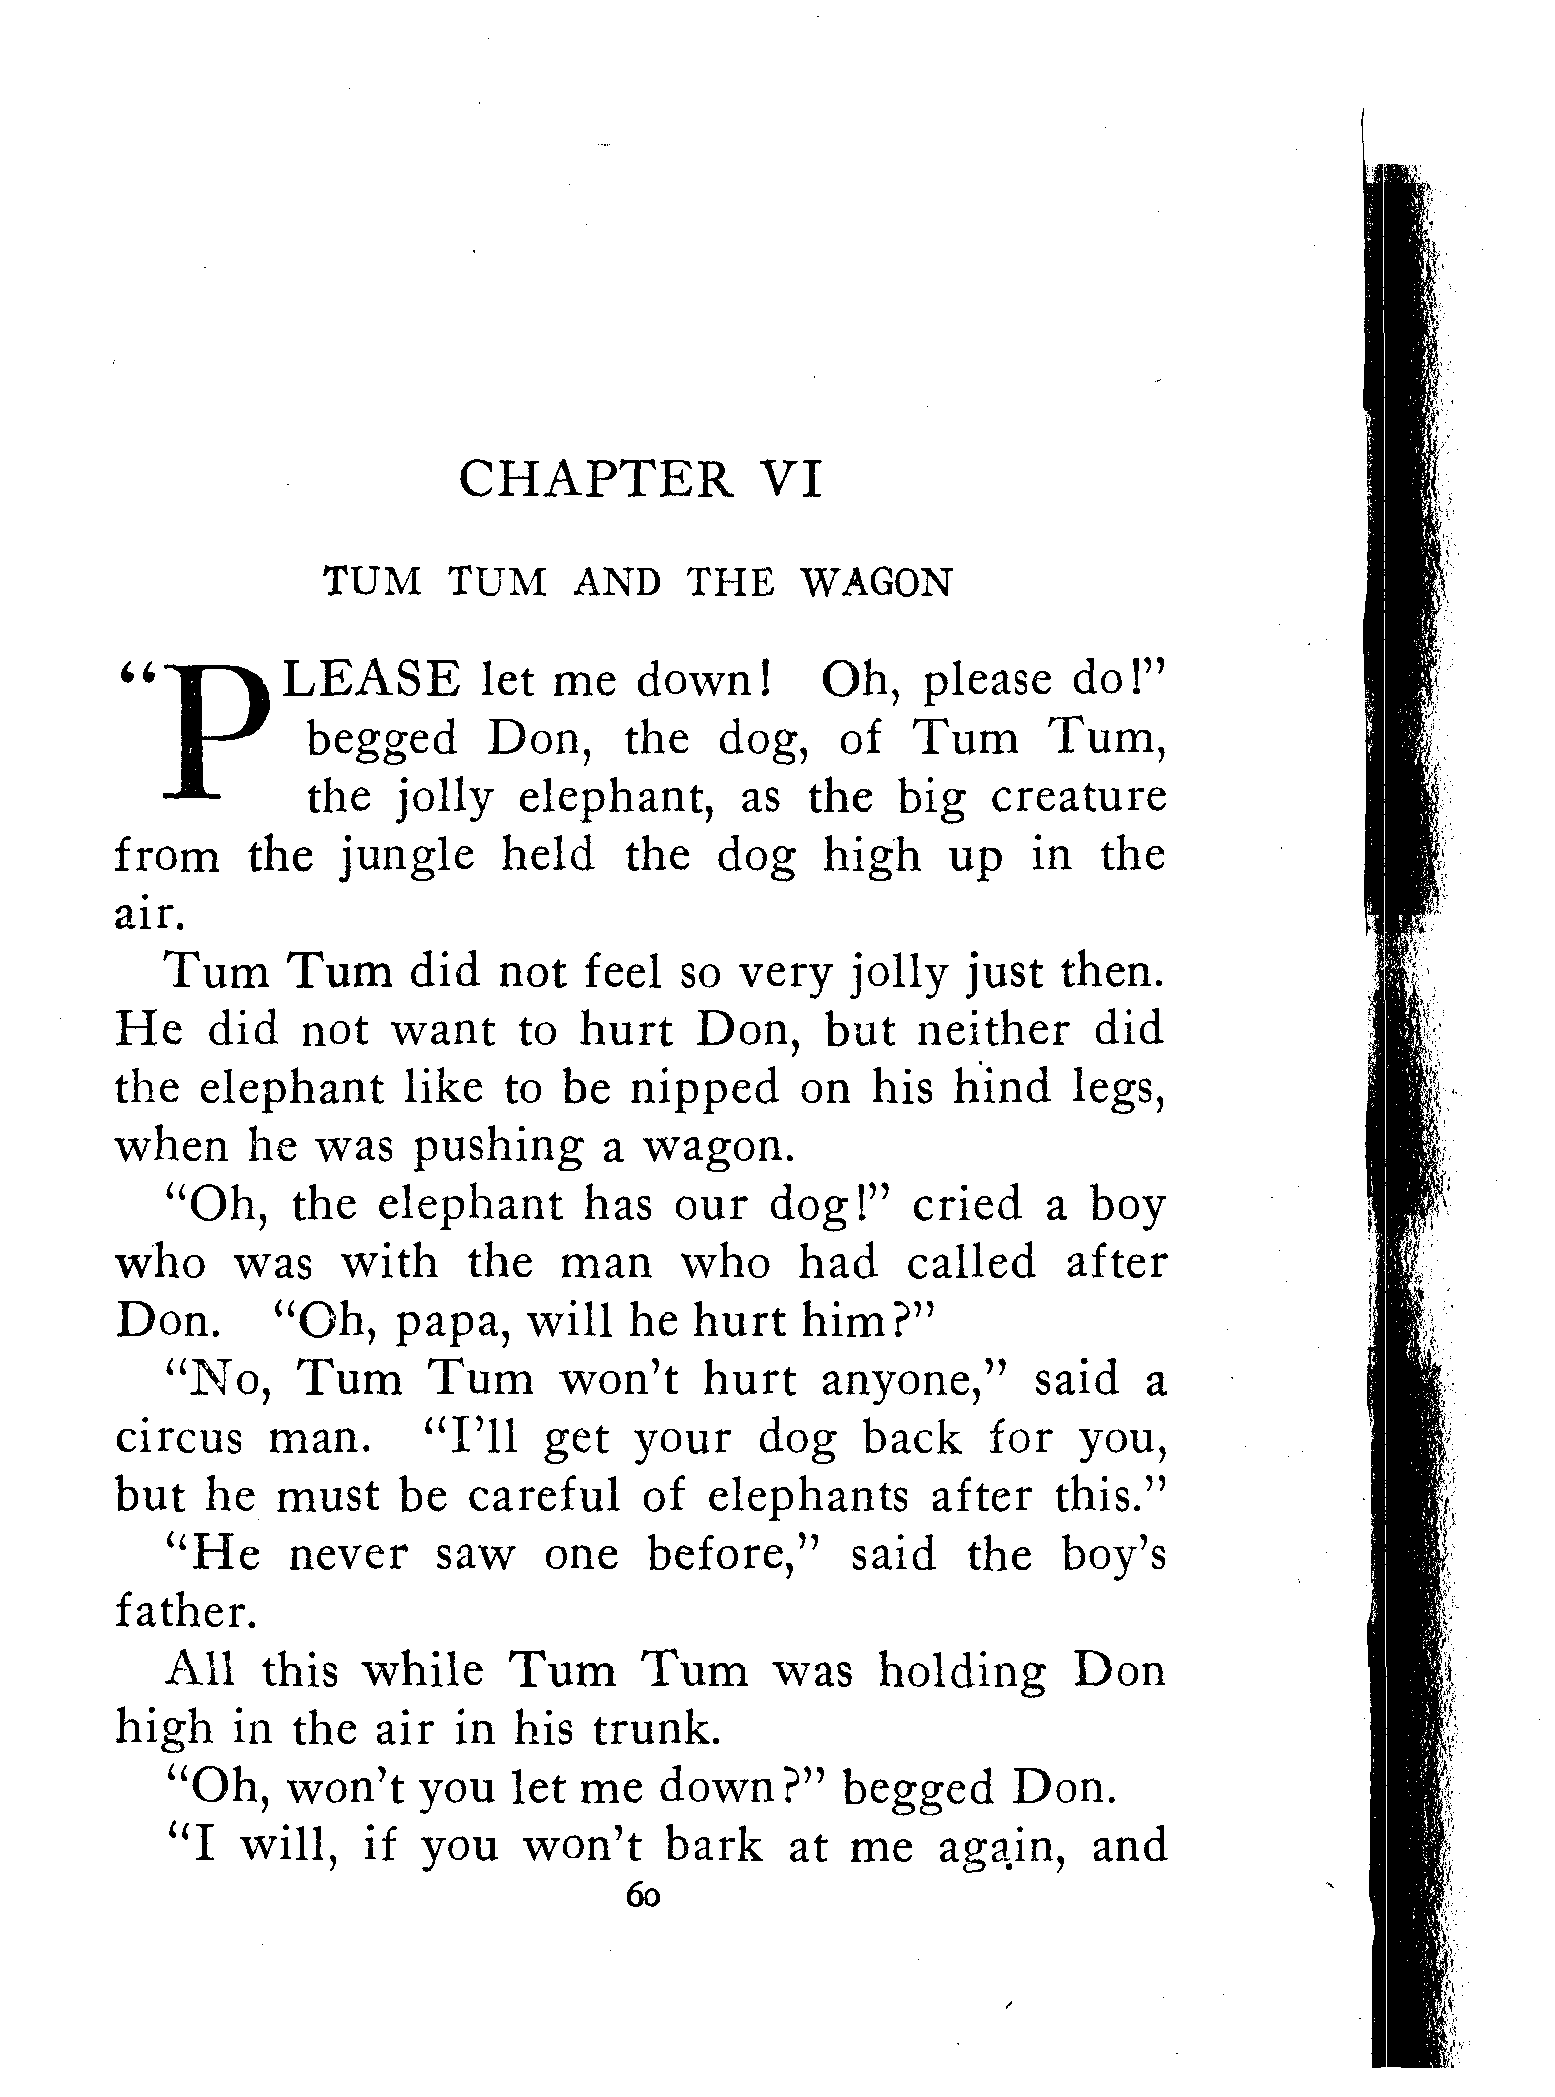 CHAPTER VI
TUM TUM AND THE WAGON
“PLEASE let me down! Oh, please do!”
begged Don, the dog, of Tum Tum,
the jolly elephant, as the big creature
from the jungle held the dog high up in the
air.
Tum Tum did not feel so very jolly just then.
He did not want to hurt Don, but neither did
the elephant like to be nipped on his hind legs,
when he was pushing a wagon.
“Oh, the elephant has our dog!” cried a boy
who was with the man who had called after
Don. “Oh, papa, will he hurt him?”
“No, Tum Tum won't hurt anyone,” said a
circus man. “I'll get your dog back for you,
but he must be careful of elephants after this.”
“He never saw one before,” said the boy's
father.
All this while Tum Tum was holding Don
high in the air in his trunk.
“Oh, won't you let me down?” begged Don.
“I will, if you won't bark at me again, and
60